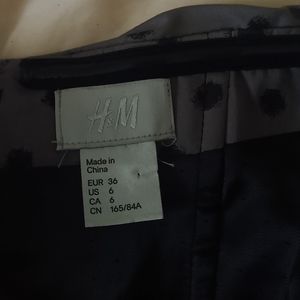 H&M
Made in
China
EUR 36
US 6
CA 6
CN 165/84A